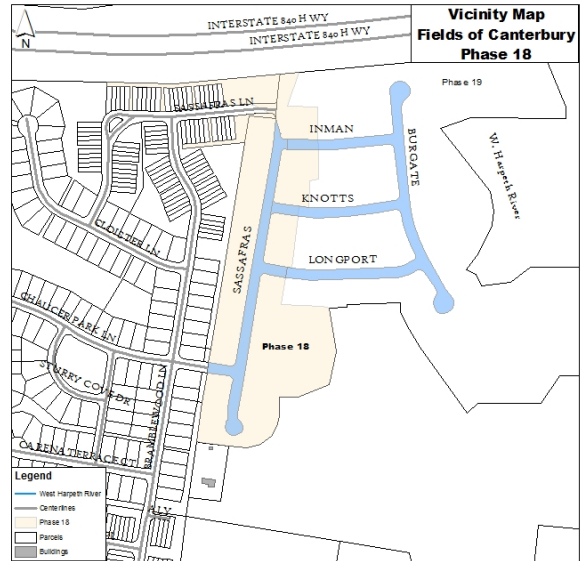 Vicinity Map
Fields of Canterbury
Phase 18
N
INTERSTATE 840 H WY
INTERSTATE 840 H WY
Phase 19
SASSAFRAS LN
INMAN
BURGATE
W. Harpeth River
KNOTTS
CLOISTER LN
LONGPORT
SASSAFRAS
CHAUCER PARK LN
Phase 18
STURRY COVE DR
BRAMBLEWOOD LN
CARENA TERRACE CT
ALY
Legend
West Harpeth River
Centerlines
Phase 18
Parcels
Buildings